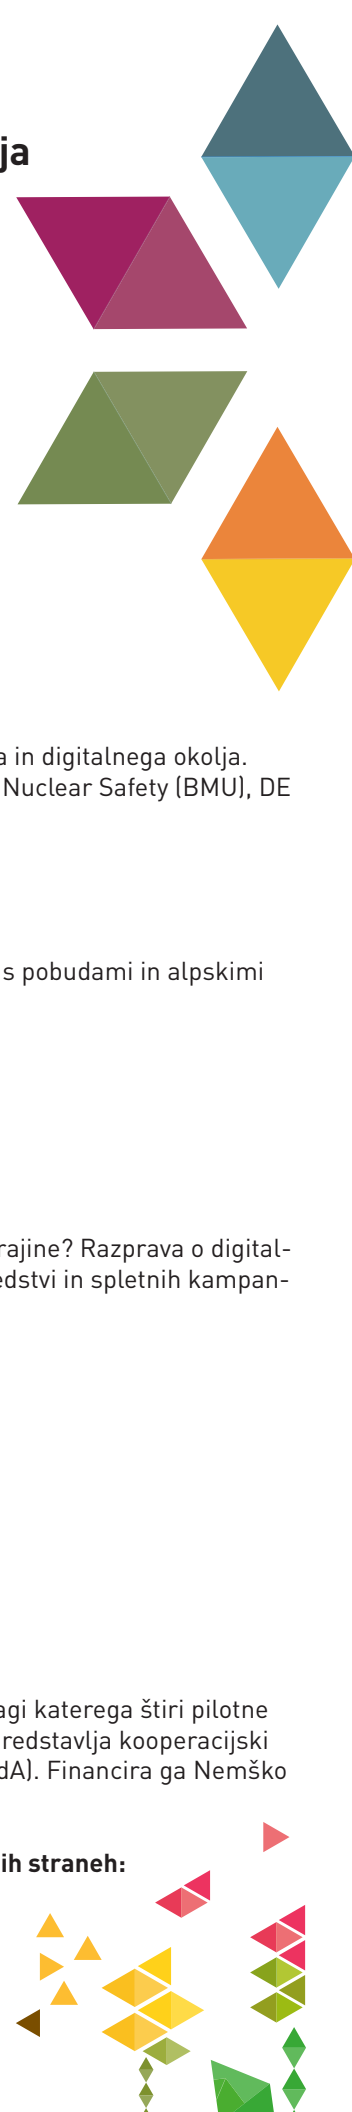 ja
a in digitalnega okolja.
Nuclear Safety (BMU), DE
s pobudami in alpskimi
rajine? Razprava o digital-
edstvi in spletnih kampan-
agi katerega štiri pilotne
redstavlja kooperacijski
dA). Financira ga Nemško
ih straneh: